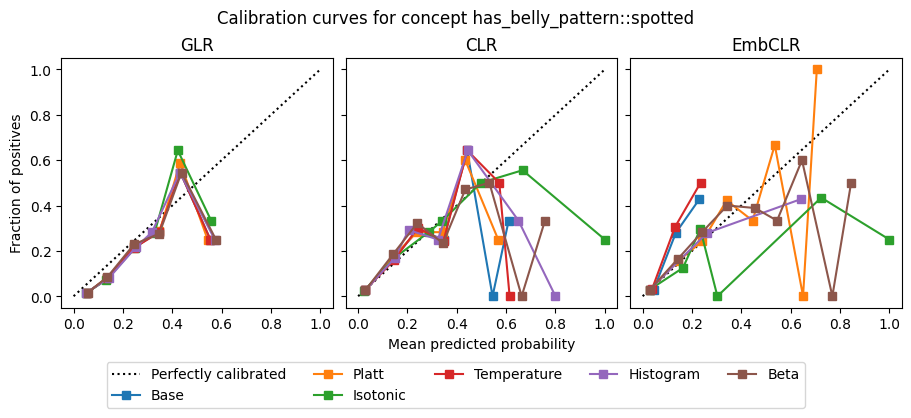 Calibration curves for concept has_belly_pattern::spotted
GLR
CLR
EmbCLR
Fraction of positives
1.0
0.8
0.6
0.4
0.2
0.0
0.0 0.2 0.4 0.6 0.8 1.0
0.0 0.2 0.4 0.6 0.8 1.0
0.0 0.2 0.4 0.6 0.8 1.0
Mean predicted probability
Perfectly calibrated Platt Temperature Histogram Beta
Base Isotonic